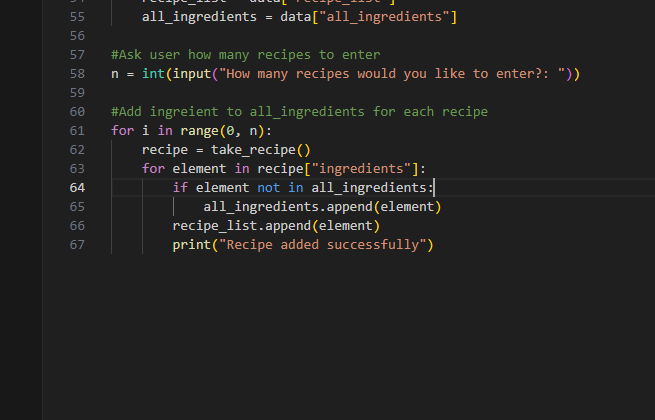 54 recipe_list = data["recipe_list"]
55 all_ingredients = data["all_ingredients"]
56
57 #Ask user how many recipes to enter
58 n = int(input("How many recipes would you like to enter?: "))
59
60 #Add ingreient to all_ingredients for each recipe
61 for i in range(0, n):
62 recipe = take_recipe()
63 for element in recipe["ingredients"]:
64 if element not in all_ingredients:
65 all_ingredients.append(element)
66 recipe_list.append(element)
67 print("Recipe added successfully")